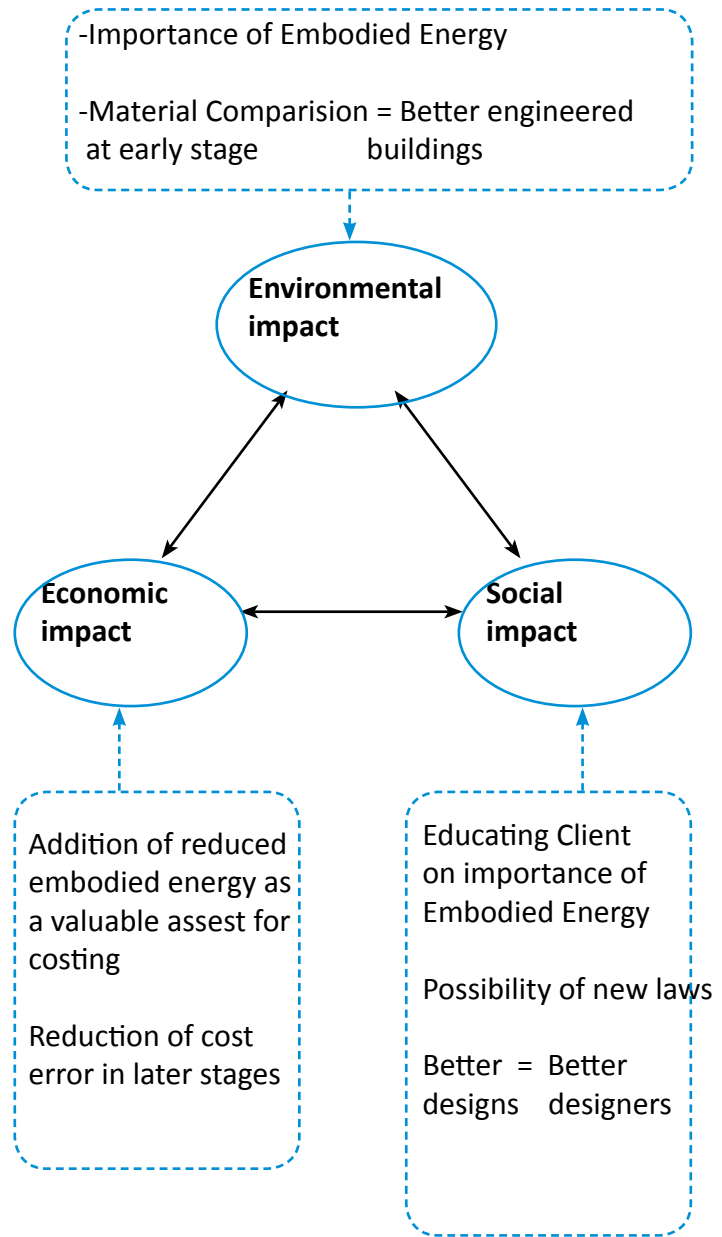 -Importance of Embodied Energy
-Material Comparision = Better engineered
at early stage buildings
Environmental
impact
Economic
impact
Social
impact
Addition of reduced
embodied energy as
a valuable assest for
costing
Reduction of cost
error in later stages
Educating Client
on importance of
Embodied Energy
Possibility of new laws
Better = Better
designs designers